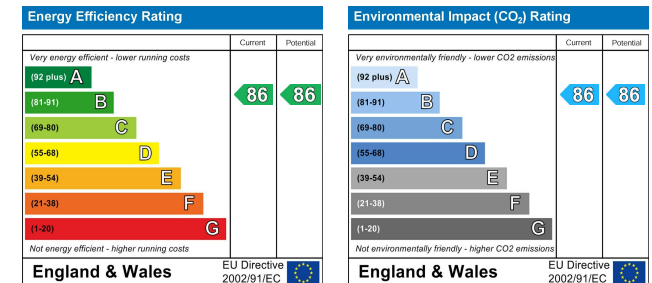 Energy Efficiency Rating
Current Potential
Very energy efficient - lower running costs
(92 plus) A
(81-91) B
86 86
(69-80) C
(55-68) D
(39-54) E
(21-38) F
(1-20) G
Not energy efficient - higher running costs
England & Wales
EU Directive
2002/91/EC
Environmental Impact (CO₂) Rating
Current Potential
Very environmentally friendly - lower CO2 emissions
(92 plus) A
(81-91) B
86 86
(69-80) C
(55-68) D
(39-54) E
(21-38) F
(1-20) G
Not environmentally friendly - higher CO2 emissions
England & Wales
EU Directive
2002/91/EC